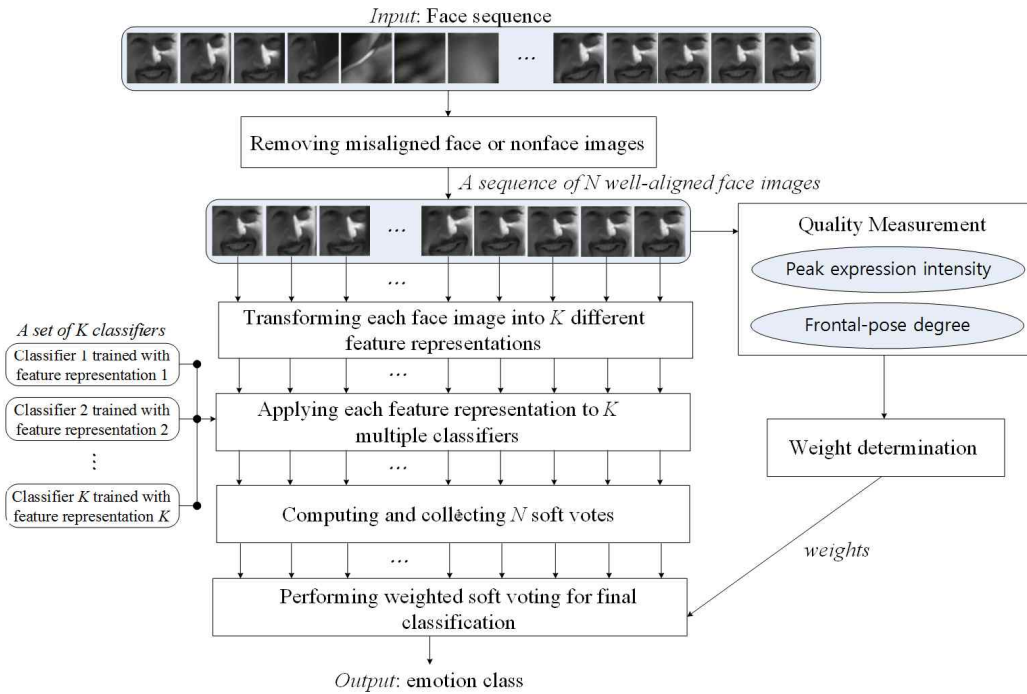 Input: Face sequence
...
Removing misaligned face or nonface images
A sequence of N well-aligned face images
...
Quality Measurement
Peak expression intensity
Frontal-pose degree
...
Transforming each face image into K different
feature representations
A set of K classifiers
Classifier 1 trained with
feature representation 1
Classifier 2 trained with
feature representation 2
⋮
Classifier K trained with
feature representation K
...
Applying each feature representation to K
multiple classifiers
Weight determination
...
Computing and collecting N soft votes
weights
...
Performing weighted soft voting for final
classification
Output: emotion class